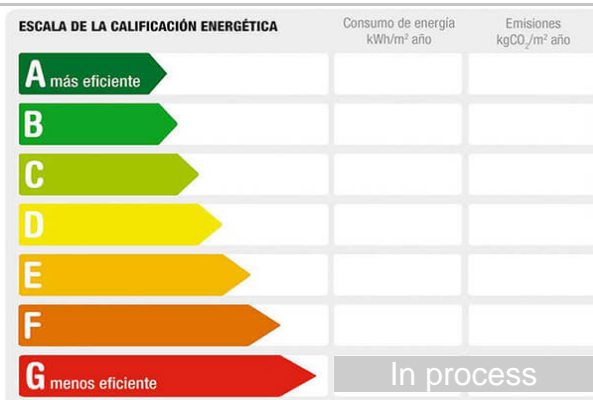 ESCALA DE LA CALIFICACIÓN ENERGÉTICA
Consumo de energía
kWh/m² año
Emisiones
kgCO₂/m² año
A más eficiente
B
C
D
E
F
G menos eficiente
In process